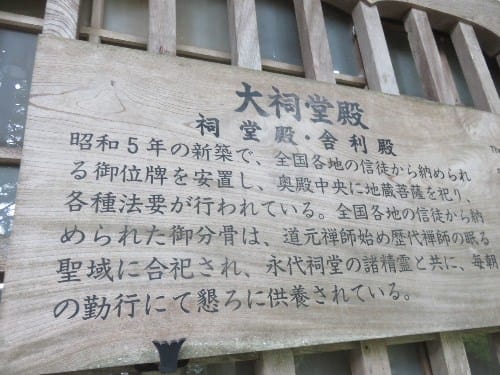 大祠堂殿
祠堂殿・舎利殿
昭和5年の新築で、全国各地の信徒から納められ
る御位牌を安置し、奥殿中央に地蔵菩薩を祀り、
各種法要が行われている。全国各地の信徒から納
められた御分骨は、道元禅師始め歴代禅師の眠る
聖域に合祀され、永代祠堂の諸精霊と共に、毎朝
の勤行にて懇ろに供養されている。
The